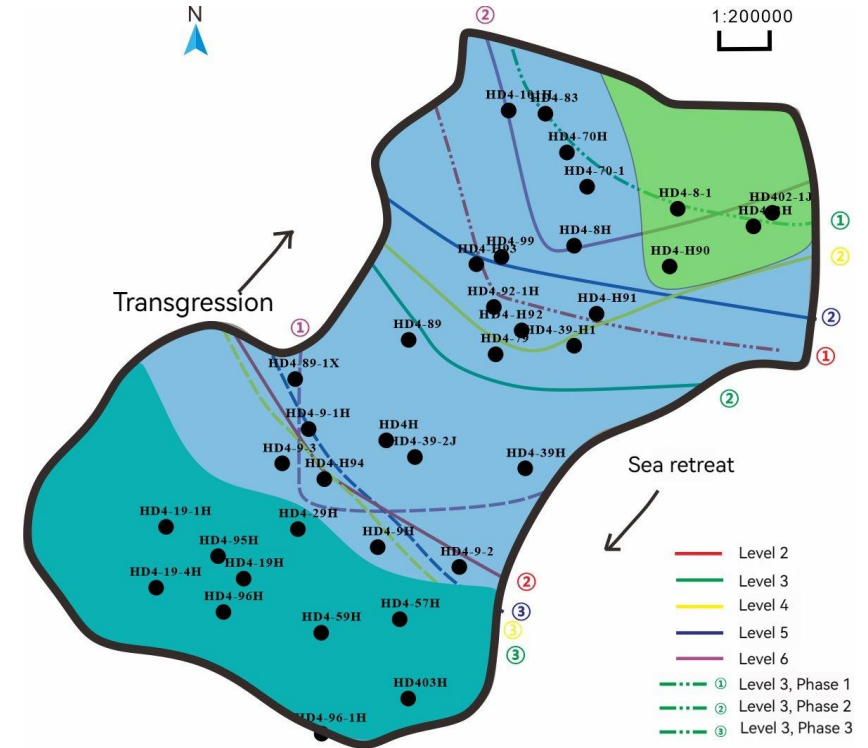 N
②
1:200000
HD4-83
HD4-70H
HD4-70-1
HD4-8-1
HD402-1J
①
HD4-8H
HD4-99
HD4-H90
②
HD4-H93
HD4-92-1H
HD4-H91
②
Transgression
HD4-H92
①
HD4-89
HD4-39-H1
HD4-79
①
HD4-89-1X
②
HD4-9-1H
HD4H
HD4-39-2J
HD4-9-3
HD4-39H
HD4-H94
Sea retreat
HD4-19-1H
HD4-29H
HD4-95H
HD4-9H
HD4-9-2
HD4-19H
HD4-19-4H
②
HD4-96H
HD4-59H
HD4-57H
③
③
③
HD403H
HD4-96-1H
Level 2
Level 3
Level 4
Level 5
Level 6
① Level 3, Phase 1
② Level 3, Phase 2
③ Level 3, Phase 3